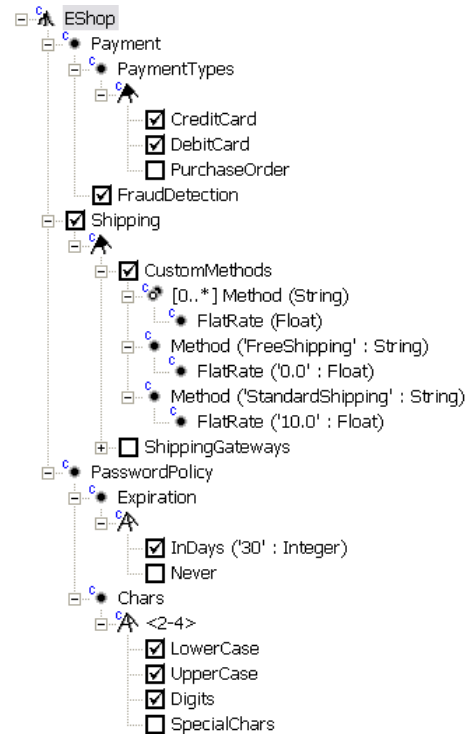 EShop
Payment
PaymentTypes
CreditCard
DebitCard
PurchaseOrder
FraudDetection
Shipping
CustomMethods
[0..*] Method (String)
FlatRate (Float)
Method ('FreeShipping' : String)
FlatRate ('0.0' : Float)
Method ('StandardShipping' : String)
FlatRate ('10.0' : Float)
ShippingGateways
PasswordPolicy
Expiration
InDays ('30' : Integer)
Never
Chars
<2-4>
LowerCase
UpperCase
Digits
SpecialChars